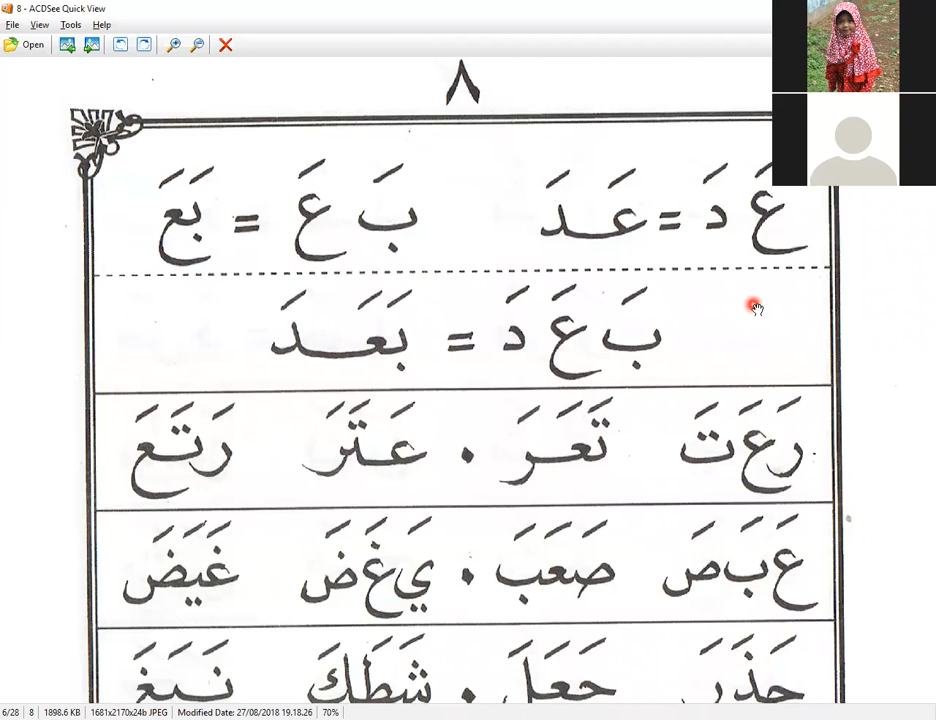 8 - ACDSee Quick View
File View Tools Help
Open
٨
عَ دَ = عَدَ بَ عَ = بَعَ
بَ عَ دَ = بَعَدَ
رَ عَ تَ تَعَرَ . عَتَرَ رَتَعَ
عَ بَ صَ صَعَبَ . يَ غَ ضَ غَيَضَ
حَذَرَ جَعَلَ . شَطَكَ نَبَغَ
6/28 8 1898.6 KB 1681x2170x24b JPEG Modified Date: 27/08/2018 19.18.26 70%